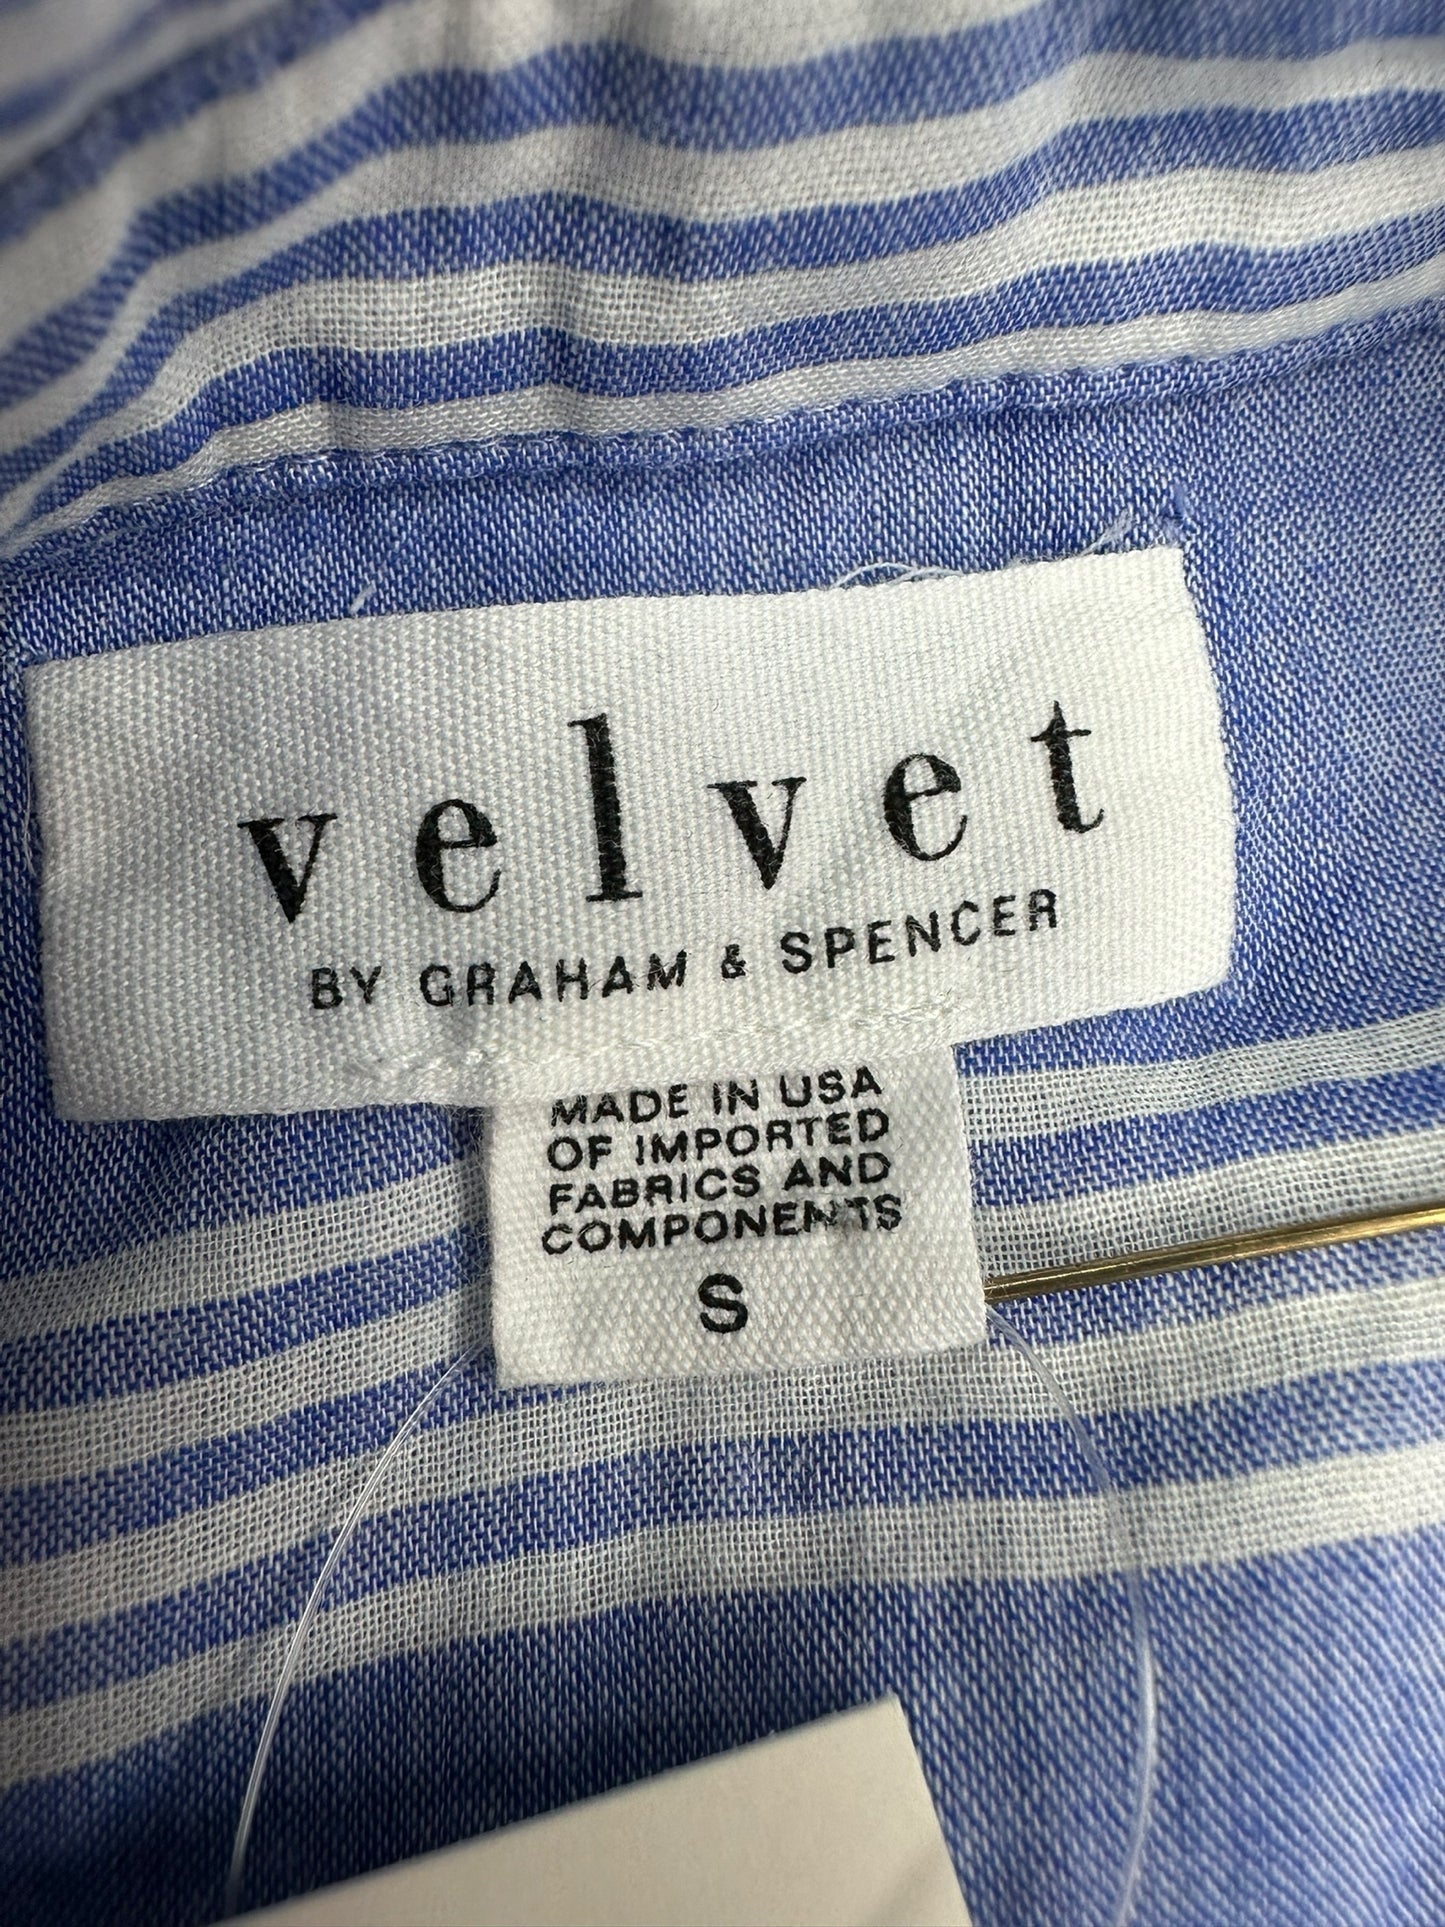 velvet
BY GRAHAM & SPENCER
MADE IN USA
OF IMPORTED
FABRICS AND
COMPONENTS
S